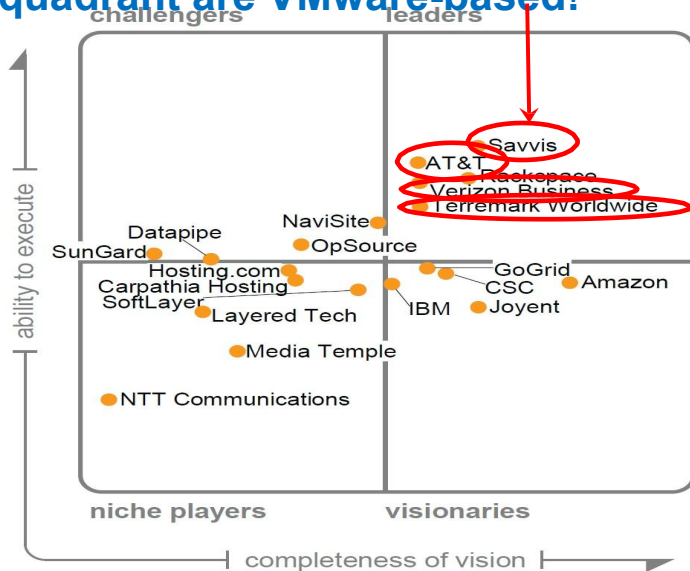 quadrant are VMware-based!
challengers
leaders
Savvis
AT&T
Rackspace
Verizon Business
Terremark Worldwide
NaviSite
Datapipe
OpSource
SunGard
Hosting.com
GoGrid
Carpathia Hosting
CSC
Amazon
SoftLayer
IBM
Joyent
Layered Tech
Media Temple
NTT Communications
niche players
visionaries
ability to execute
completeness of vision